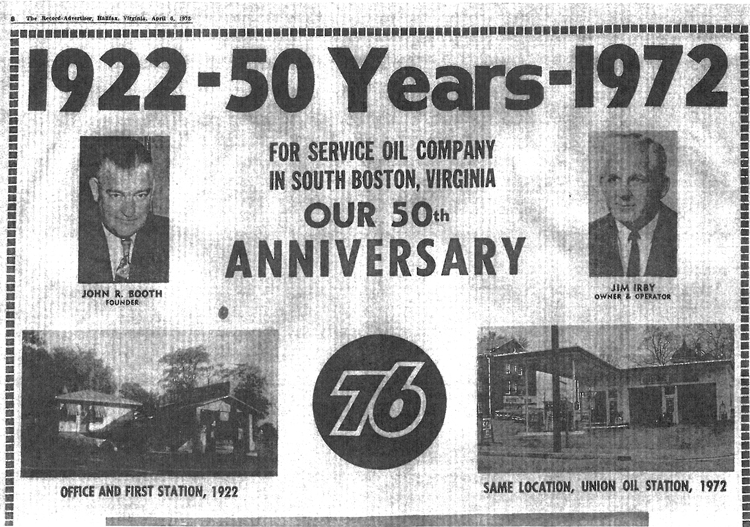 8 The Record-Advertiser, Halifax, Virginia, April 6, 1972
1922-50 Years-1972
FOR SERVICE OIL COMPANY
IN SOUTH BOSTON, VIRGINIA
OUR 50th
ANNIVERSARY
JOHN R. BOOTH
FOUNDER
JIM IRBY
OWNER & OPERATOR
76
OFFICE AND FIRST STATION, 1922
SAME LOCATION, UNION OIL STATION, 1972